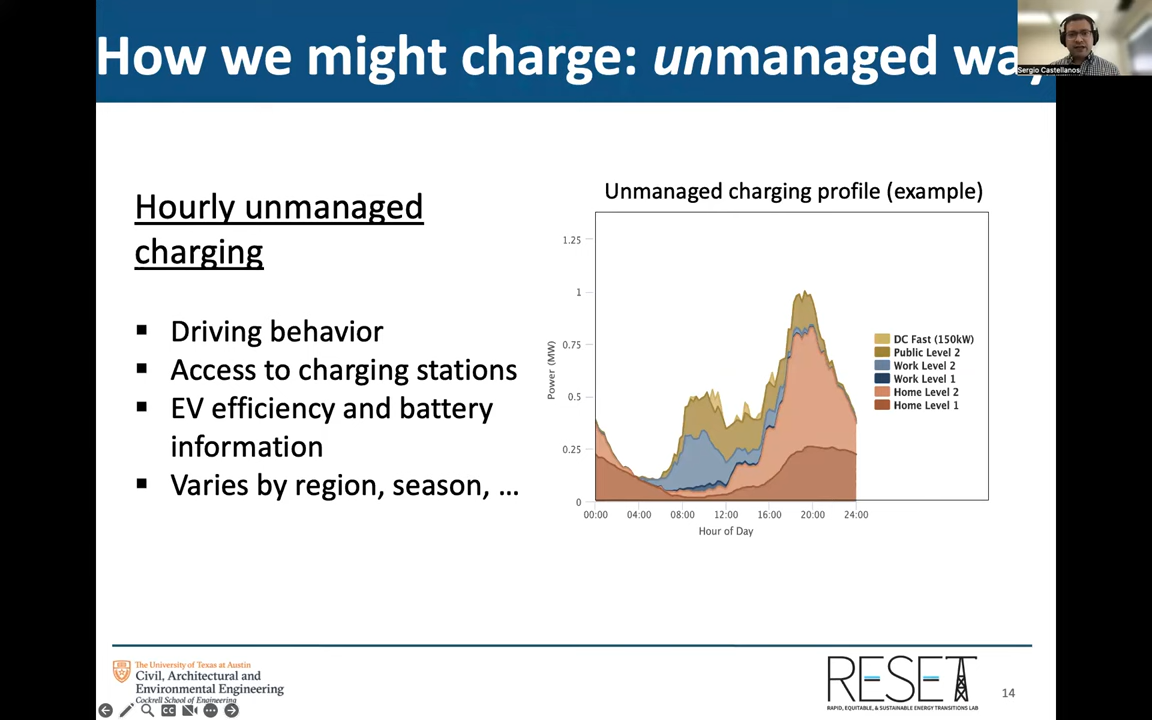 How we might charge: unmanaged wa
Sergio Castellanos
Hourly unmanaged
charging
▪ Driving behavior
▪ Access to charging stations
▪ EV efficiency and battery
information
▪ Varies by region, season, ...
Unmanaged charging profile (example)
1.25
1
0.75
0.5
0.25
0
Power (MW)
00:00 04:00 08:00 12:00 16:00 20:00 24:00
Hour of Day
DC Fast (150kW)
Public Level 2
Work Level 2
Work Level 1
Home Level 2
Home Level 1
The University of Texas at Austin
Civil, Architectural and
Environmental Engineering
Cockrell School of Engineering
RESET
RAPID, EQUITABLE, & SUSTAINABLE ENERGY TRANSITIONS LAB
14